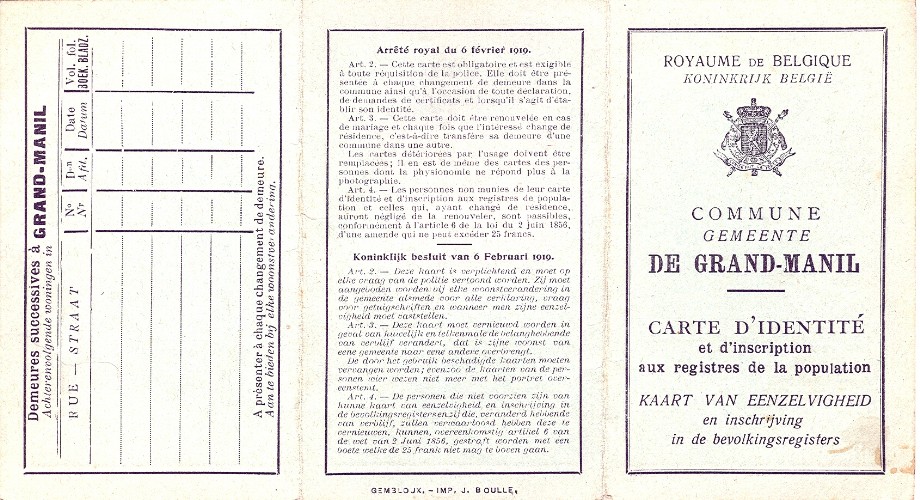 Demeures successives à GRAND-MANIL
Achterenvolgende woningen in
RUE — STRAAT
No
Nr
Afd.
Date
Datum
Vol. fol.
BOEK. BLADZ.
A présenter à chaque changement de demeure.
Aan te bieden bij elke woonstverandering.
Arrêté royal du 6 février 1919.
Art. 2. — Cette carte est obligatoire et est exigible
à toute réquisition de la police. Elle doit être pré-
sentée à chaque changement de demeure dans la
commune ainsi qu'à l'occasion de toute déclaration,
de demandes de certificats et lorsqu'il s'agit d'éta-
blir son identité.
Art. 3. — Cette carte doit être renouvelée en cas
de mariage et chaque fois que l'intéressé change de
résidence, c'est-à-dire transfère sa demeure d'une
commune dans une autre.
Les cartes détériorées par l'usage doivent être
remplacées; il en est de même des cartes des per-
sonnes dont la physionomie ne répond plus à la
photographie.
Art. 4. — Les personnes non munies de leur carte
d'identité et d'inscription aux registres de popula-
tion et celles qui, ayant changé de résidence,
auront négligé de la renouveler, sont passibles,
conformément à l'article 6 de la loi du 2 juin 1856,
d'une amende qui ne peut excéder 25 francs.
Koninklijk besluit van 6 Februari 1919.
Art. 2. — Deze kaart is verplichtend en moet op
elke vraag van de politie vertoond worden. Zij moet
aangeboden worden bij elke woonstverandering in
de gemeente alsmede voor alle verklaring, vraag
voor getuigschriften en wanneer men zijne eenzel-
vigheid moet vaststellen.
Art. 3. — Deze kaart moet vernieuwd worden in
geval van huwelijk en telkenmale de belanghebbende
van verblijf verandert, dat is zijne woonst van
eene gemeente naar eene andere overbrengt.
De door het gebruik beschadigde kaarten moeten
vervangen worden; evenzoo de kaarten van de per-
sonen wier wezen niet meer met het portret over-
eenstemt.
Art. 4. — De personen die niet voorzien zijn van
hunne kaart van eenzelvigheid en inschrijving in
de bevolkingsregisters en zij die, veranderd hebbende
van verblijf, zullen verwaarloosd hebben deze te
vernieuwen, kunnen, overeenkomstig artikel 6 van
de wet van 2 Juni 1856, gestraft worden met een
boete welke de 25 frank niet mag te boven gaan.
GEMBLOUX. - IMP. J. BOULLE.
ROYAUME DE BELGIQUE
KONINKRIJK BELGIË
COMMUNE
GEMEENTE
DE GRAND-MANIL
CARTE D'IDENTITÉ
et d'inscription
aux registres de la population
KAART VAN EENZELVIGHEID
en inschrijving
in de bevolkingsregisters